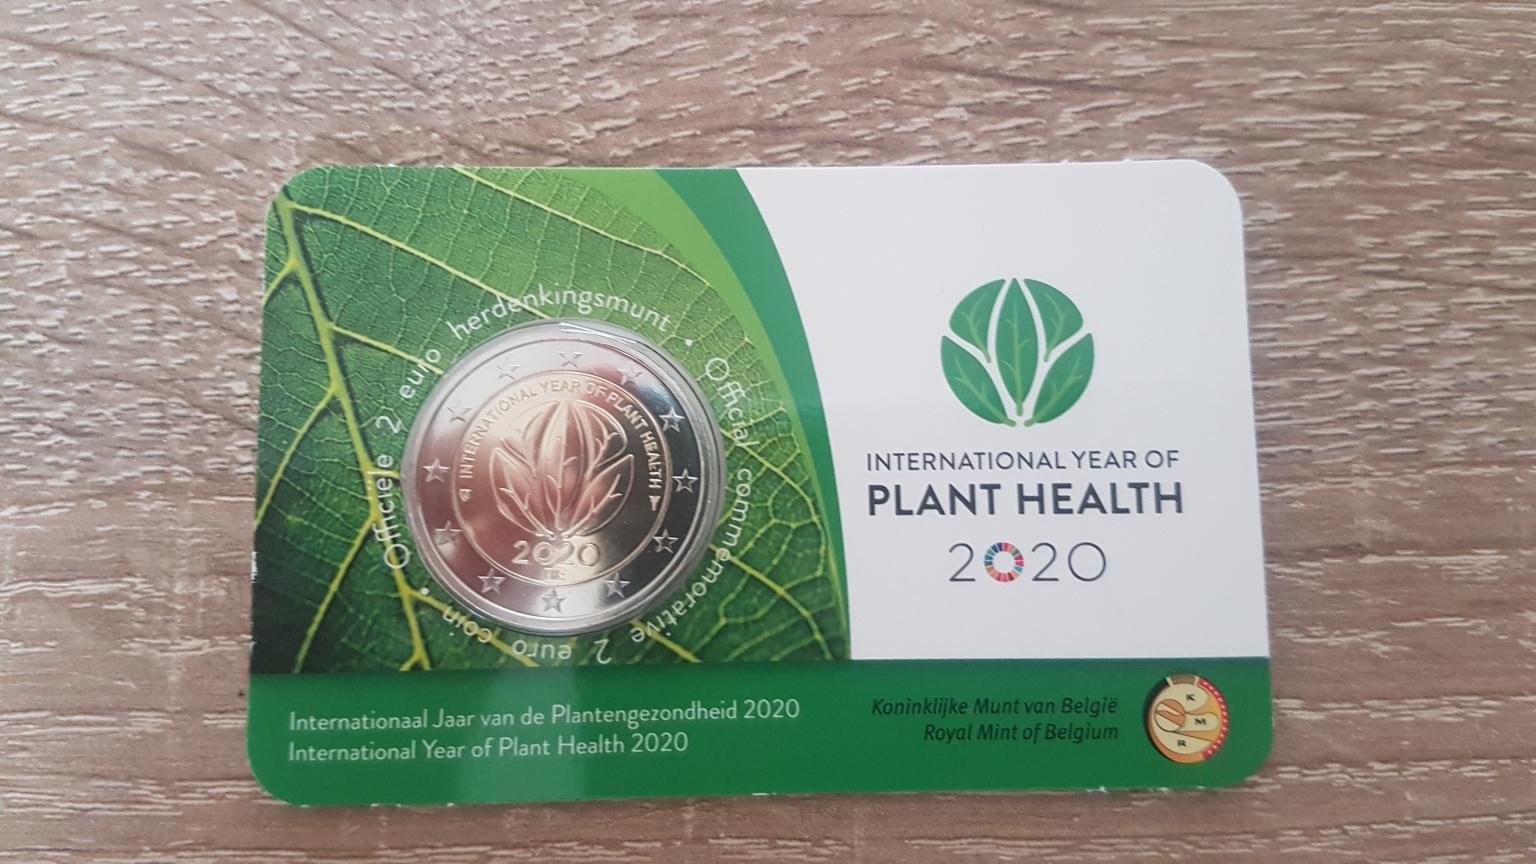 Officiële 2 euro herdenkingsmunt • Official commemorative 2 euro coin •
INTERNATIONAL YEAR OF PLANT HEALTH
2020
INTERNATIONAL YEAR OF
PLANT HEALTH
2020
Internationaal Jaar van de Plantengezondheid 2020
International Year of Plant Health 2020
Koninklijke Munt van België
Royal Mint of Belgium
K
M
R